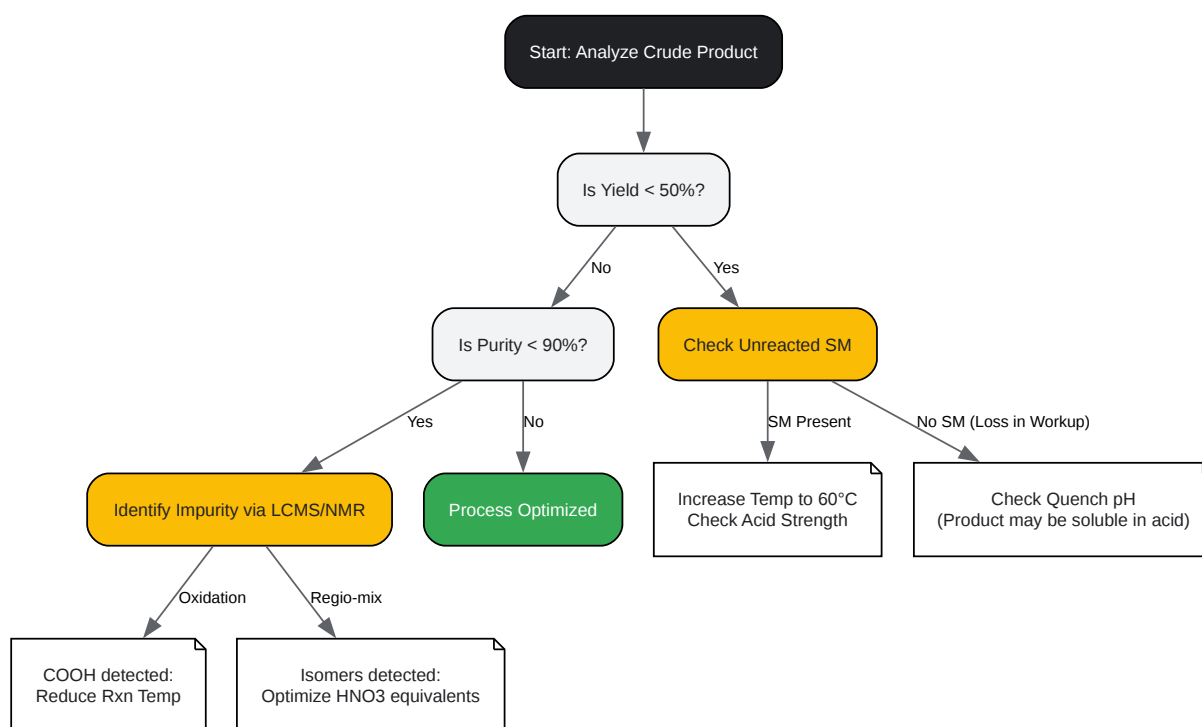 Start: Analyze Crude Product
Is Yield < 50%?
No
Yes
Is Purity < 90%?
Check Unreacted SM
Yes
No
SM Present
No SM (Loss in Workup)
Identify Impurity via LCMS/NMR
Process Optimized
Increase Temp to 60°C
Check Acid Strength
Check Quench pH
(Product may be soluble in acid)
Oxidation
Regio-mix
COOH detected:
Reduce Rxn Temp
Isomers detected:
Optimize HNO3 equivalents